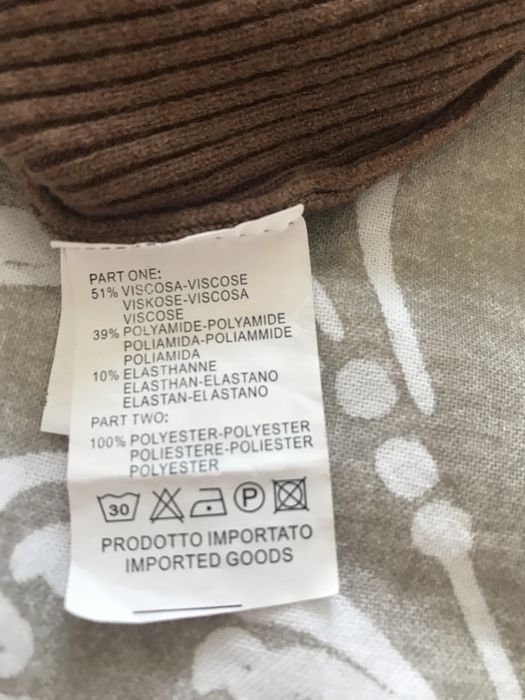 PART ONE:
51% VISCOSA-VISCOSE
VISKOSE-VISCOSA
VISCOSE
39% POLYAMIDE-POLYAMIDE
POLIAMIDA-POLIAMMIDE
POLIAMIDA
10% ELASTHANNE
ELASTHAN-ELASTANO
ELASTAN-ELASTANO
PART TWO:
100% POLYESTER-POLYESTER
POLIESTERE-POLIESTER
POLYESTER
30 P
PRODOTTO IMPORTATO
IMPORTED GOODS